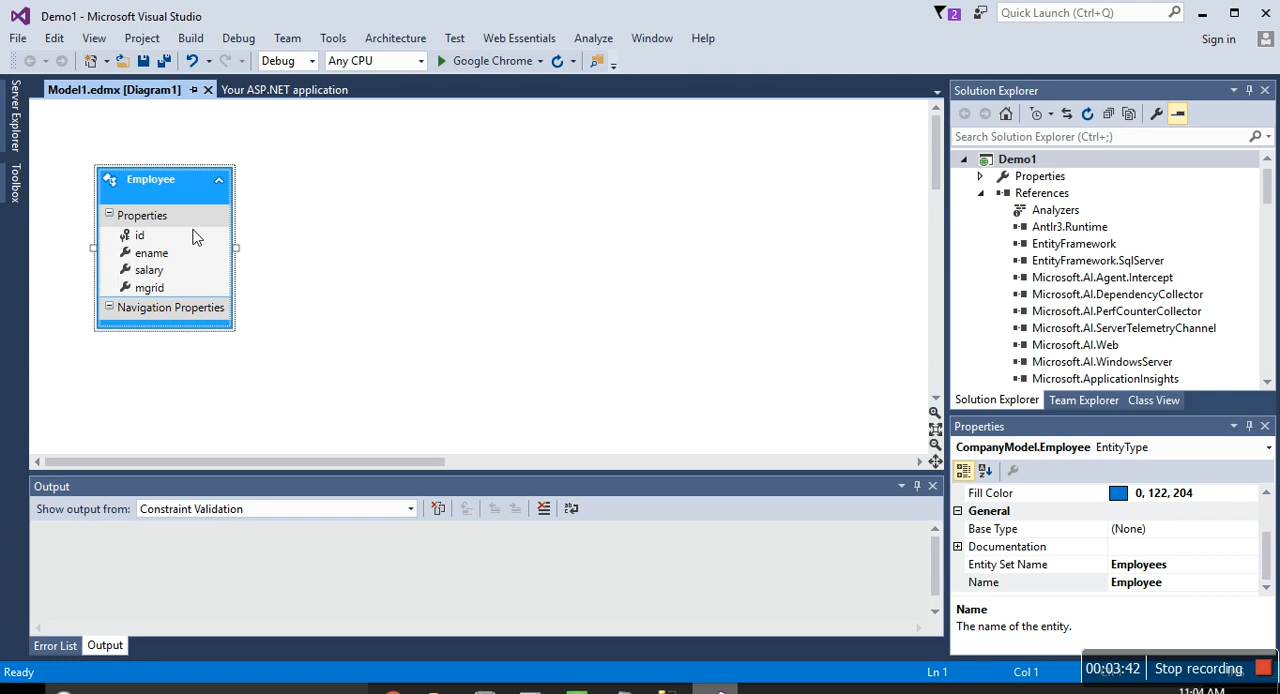 Demo1 - Microsoft Visual Studio
2
Quick Launch (Ctrl+Q)
File Edit View Project Build Debug Team Tools Architecture Test Web Essentials Analyze Window Help
Sign in
Debug Any CPU Google Chrome
Server Explorer
Toolbox
Model1.edmx [Diagram1] Your ASP.NET application
Employee
Properties
id
ename
salary
mgrid
Navigation Properties
Output
Show output from: Constraint Validation
Error List Output
Solution Explorer
Search Solution Explorer (Ctrl+;)
Demo1
Properties
References
Analyzers
Antlr3.Runtime
EntityFramework
EntityFramework.SqlServer
Microsoft.AI.Agent.Intercept
Microsoft.AI.DependencyCollector
Microsoft.AI.PerfCounterCollector
Microsoft.AI.ServerTelemetryChannel
Microsoft.AI.Web
Microsoft.AI.WindowsServer
Microsoft.ApplicationInsights
Solution Explorer Team Explorer Class View
Properties
CompanyModel.Employee EntityType
Fill Color 0, 122, 204
General
Base Type (None)
Documentation
Entity Set Name Employees
Name Employee
Name
The name of the entity.
Ready Ln 1 Col 1
00:03:42 Stop recording
11:04 AM